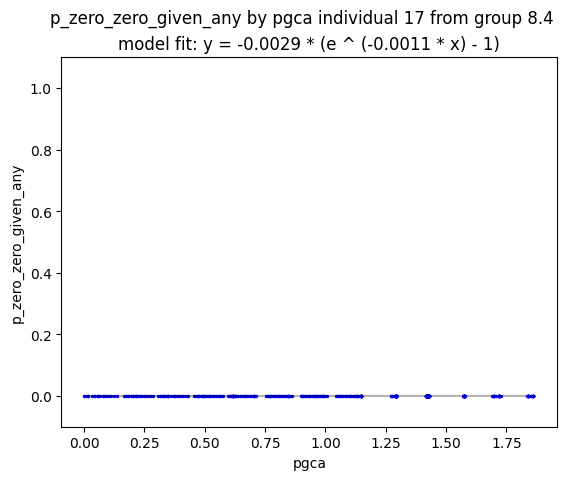 p_zero_zero_given_any by pgca individual 17 from group 8.4
model fit: y = -0.0029 * (e ^ (-0.0011 * x) - 1)
1.0
0.8
0.6
0.4
0.2
0.0
p_zero_zero_given_any
0.00 0.25 0.50 0.75 1.00 1.25 1.50 1.75
pgca